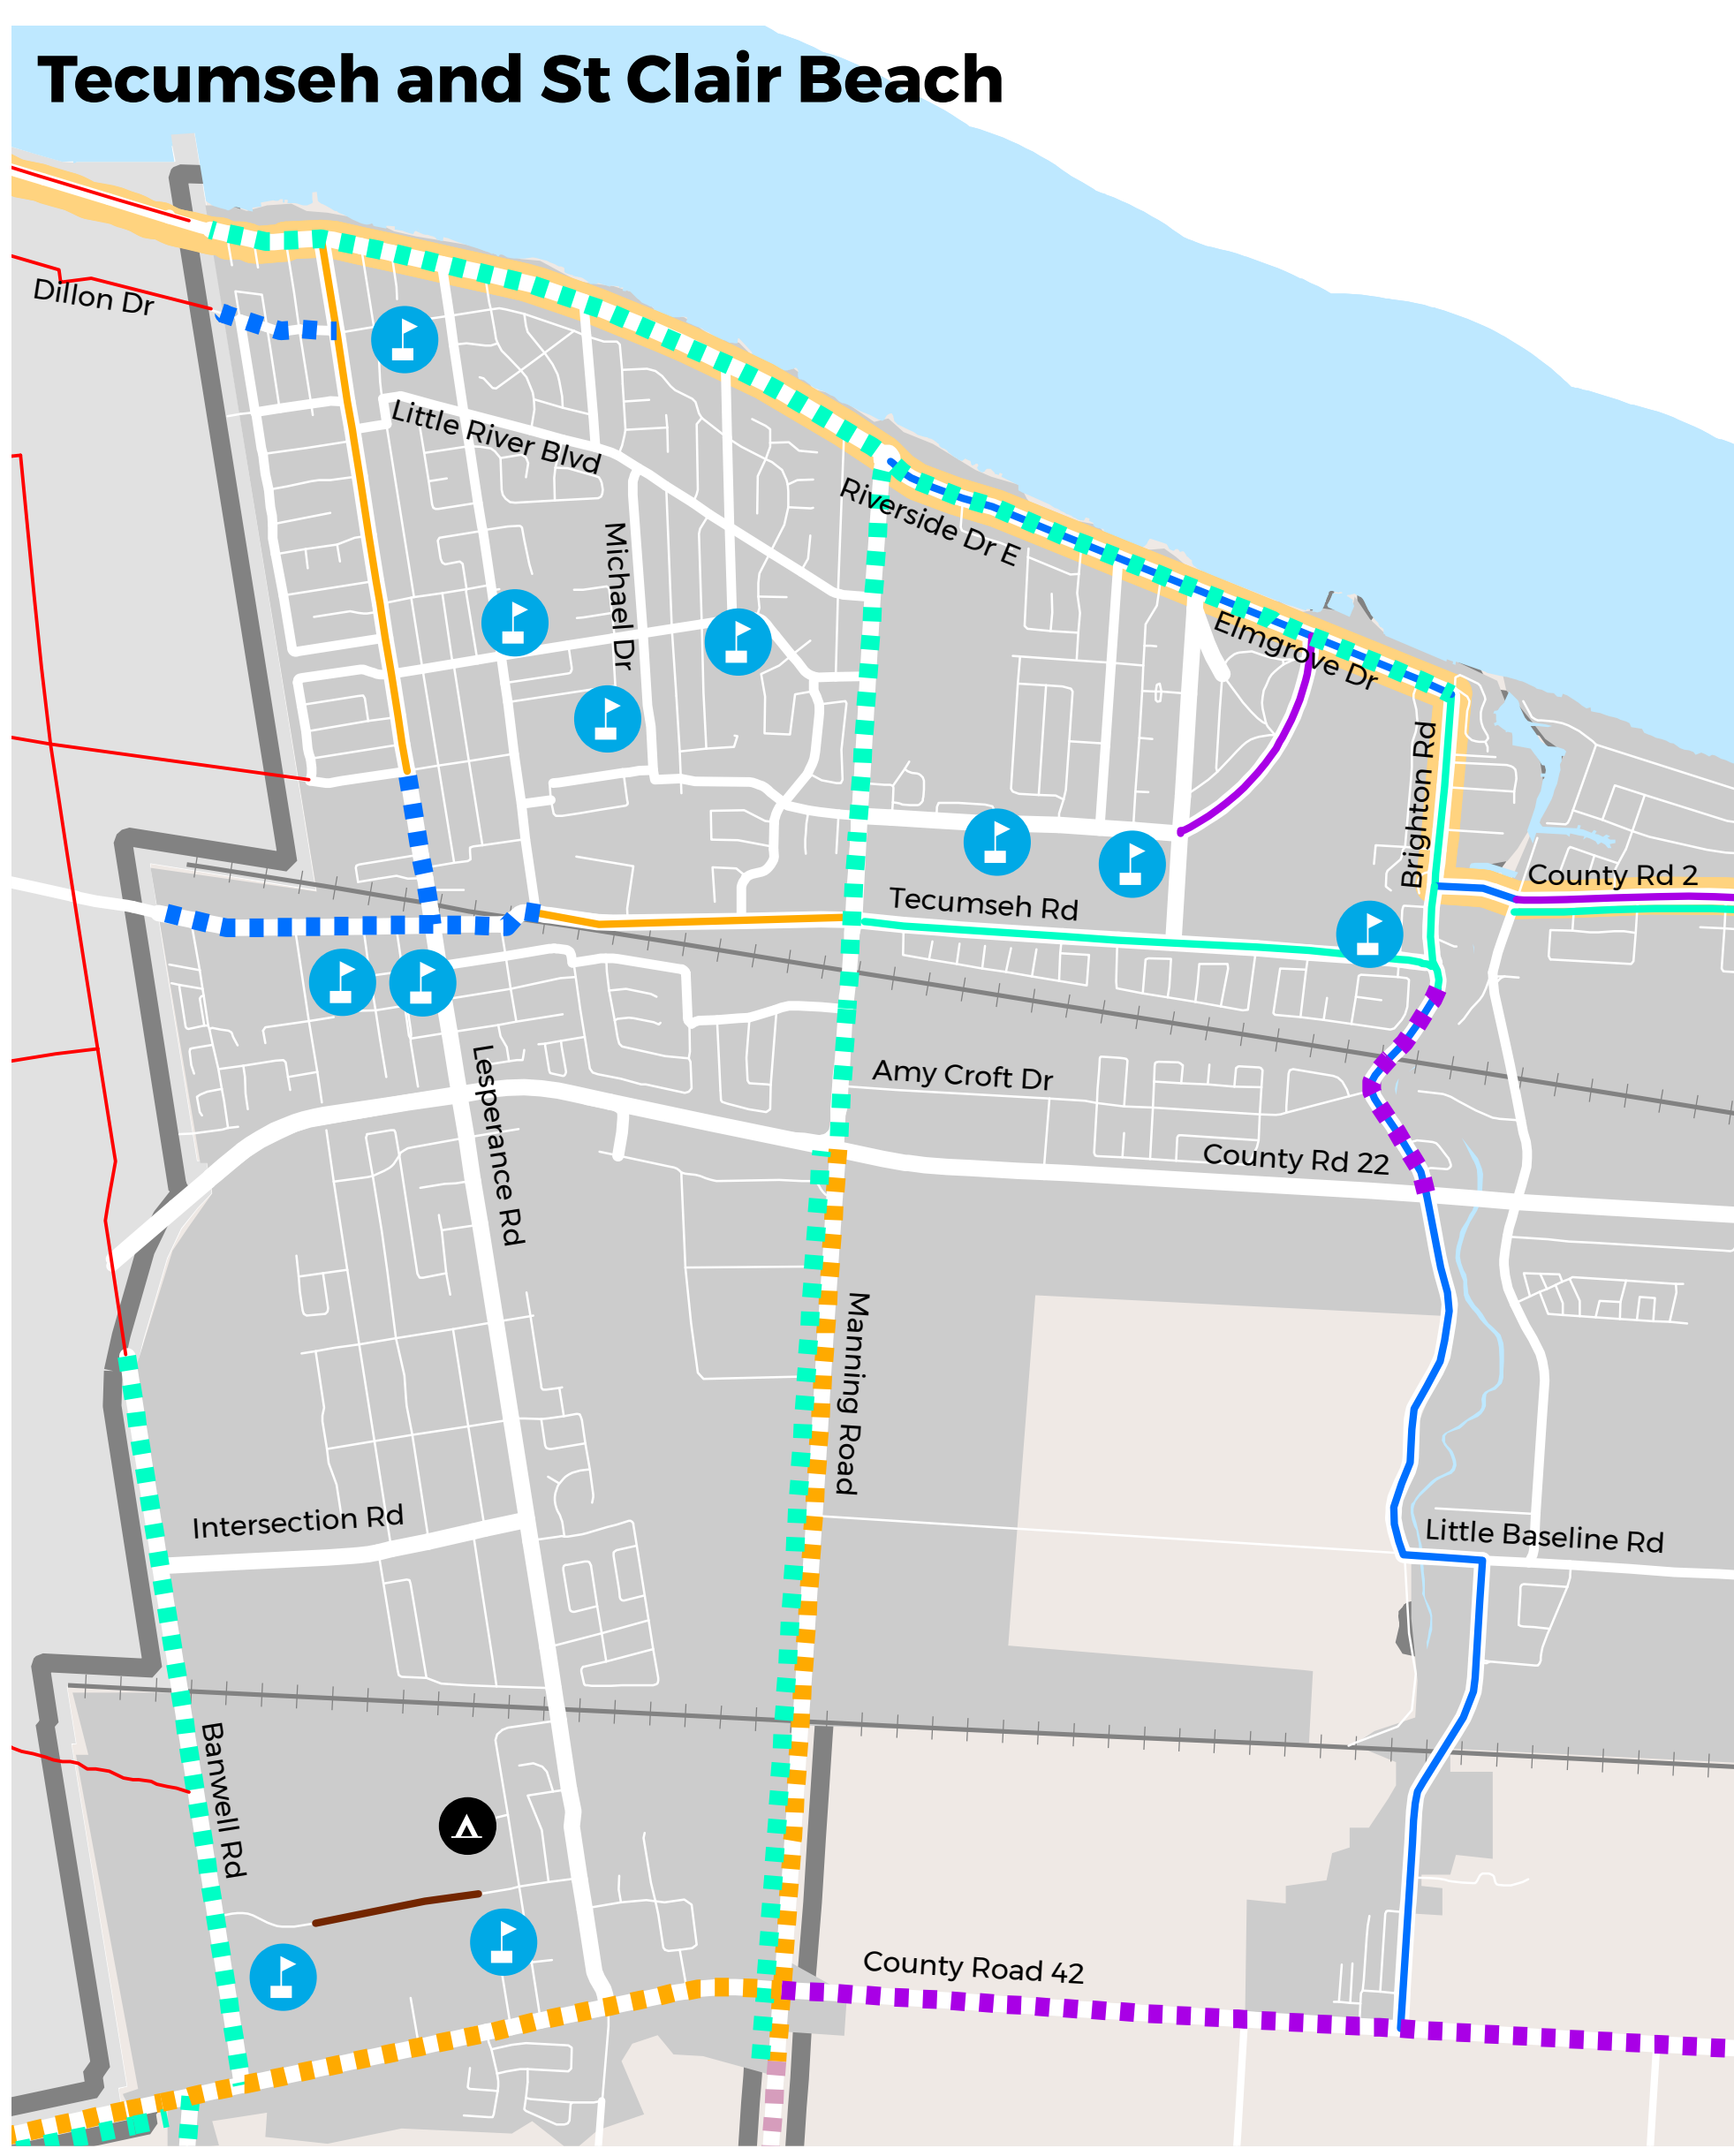 Tecumseh and St Clair Beach
Dillon Dr
Little River Blvd
Riverside Dr E
Michael Dr
Elmgrove Dr
Brighton Rd
County Rd 2
Tecumseh Rd
Amy Croft Dr
Lesperance Rd
County Rd 22
Manning Road
Intersection Rd
Little Baseline Rd
Banwell Rd
County Road 42